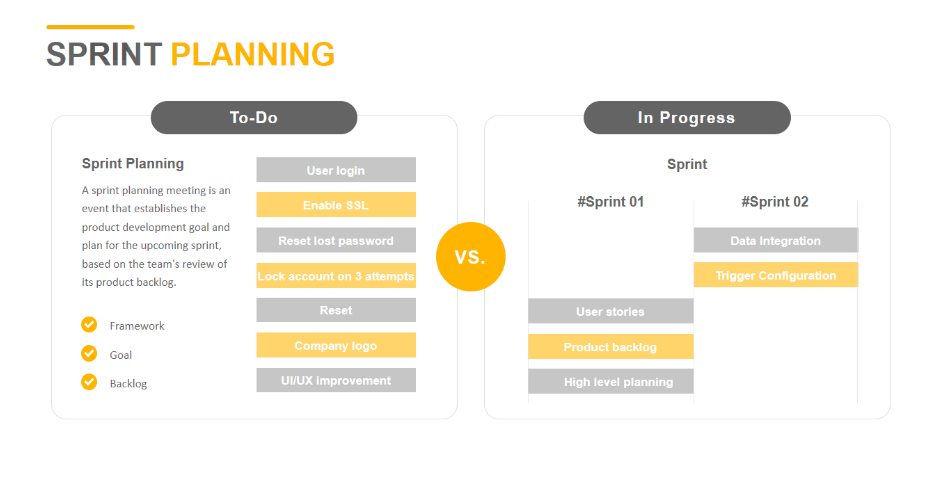 SPRINT PLANNING
To-Do
Sprint Planning
A sprint planning meeting is an
event that establishes the
product development goal and
plan for the upcoming sprint,
based on the team's review of
its product backlog.
Framework
Goal
Backlog
User login
Enable SSL
Reset lost password
Lock account on 3 attempts
Reset
Company logo
UI/UX improvement
VS.
In Progress
Sprint
#Sprint 01
#Sprint 02
Data Integration
Trigger Configuration
User stories
Product backlog
High level planning